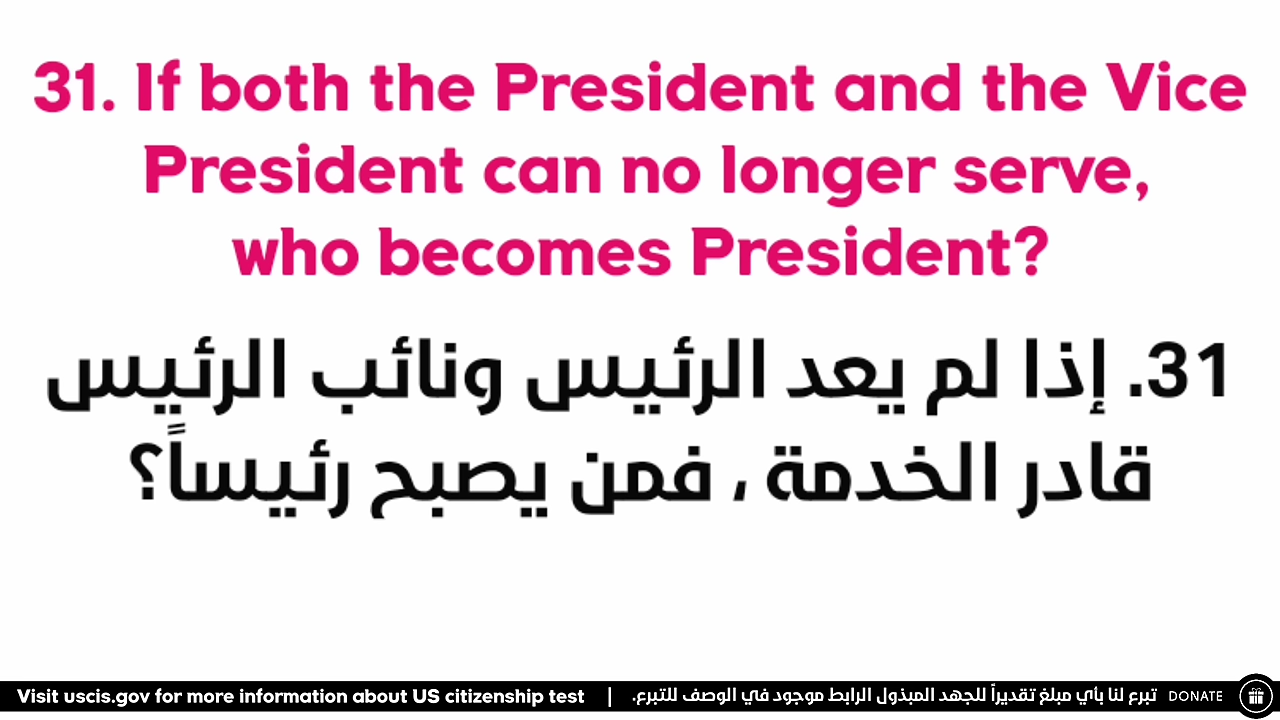 31. If both the President and the Vice
President can no longer serve,
who becomes President?
31. إذا لم يعد الرئيس ونائب الرئيس
قادر الخدمة ، فمن يصبح رئيساً؟
Visit uscis.gov for more information about US citizenship test | تبرع لنا بأي مبلغ تقديراً للجهد المبذول الرابط موجود في الوصف للتبرع. DONATE